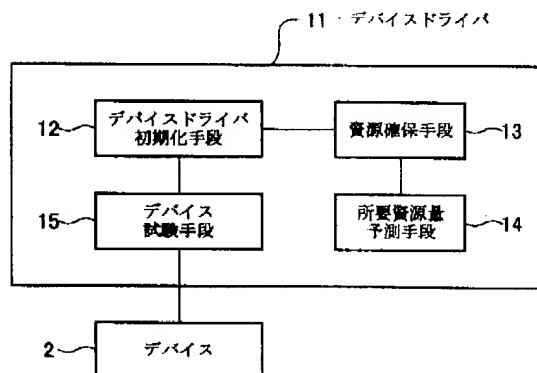 11・デバイスドライバ
12
デバイスドライバ
初期化手段
資源確保手段
13
15
デバイス
試験手段
所要資源量
予測手段
14
2
デバイス